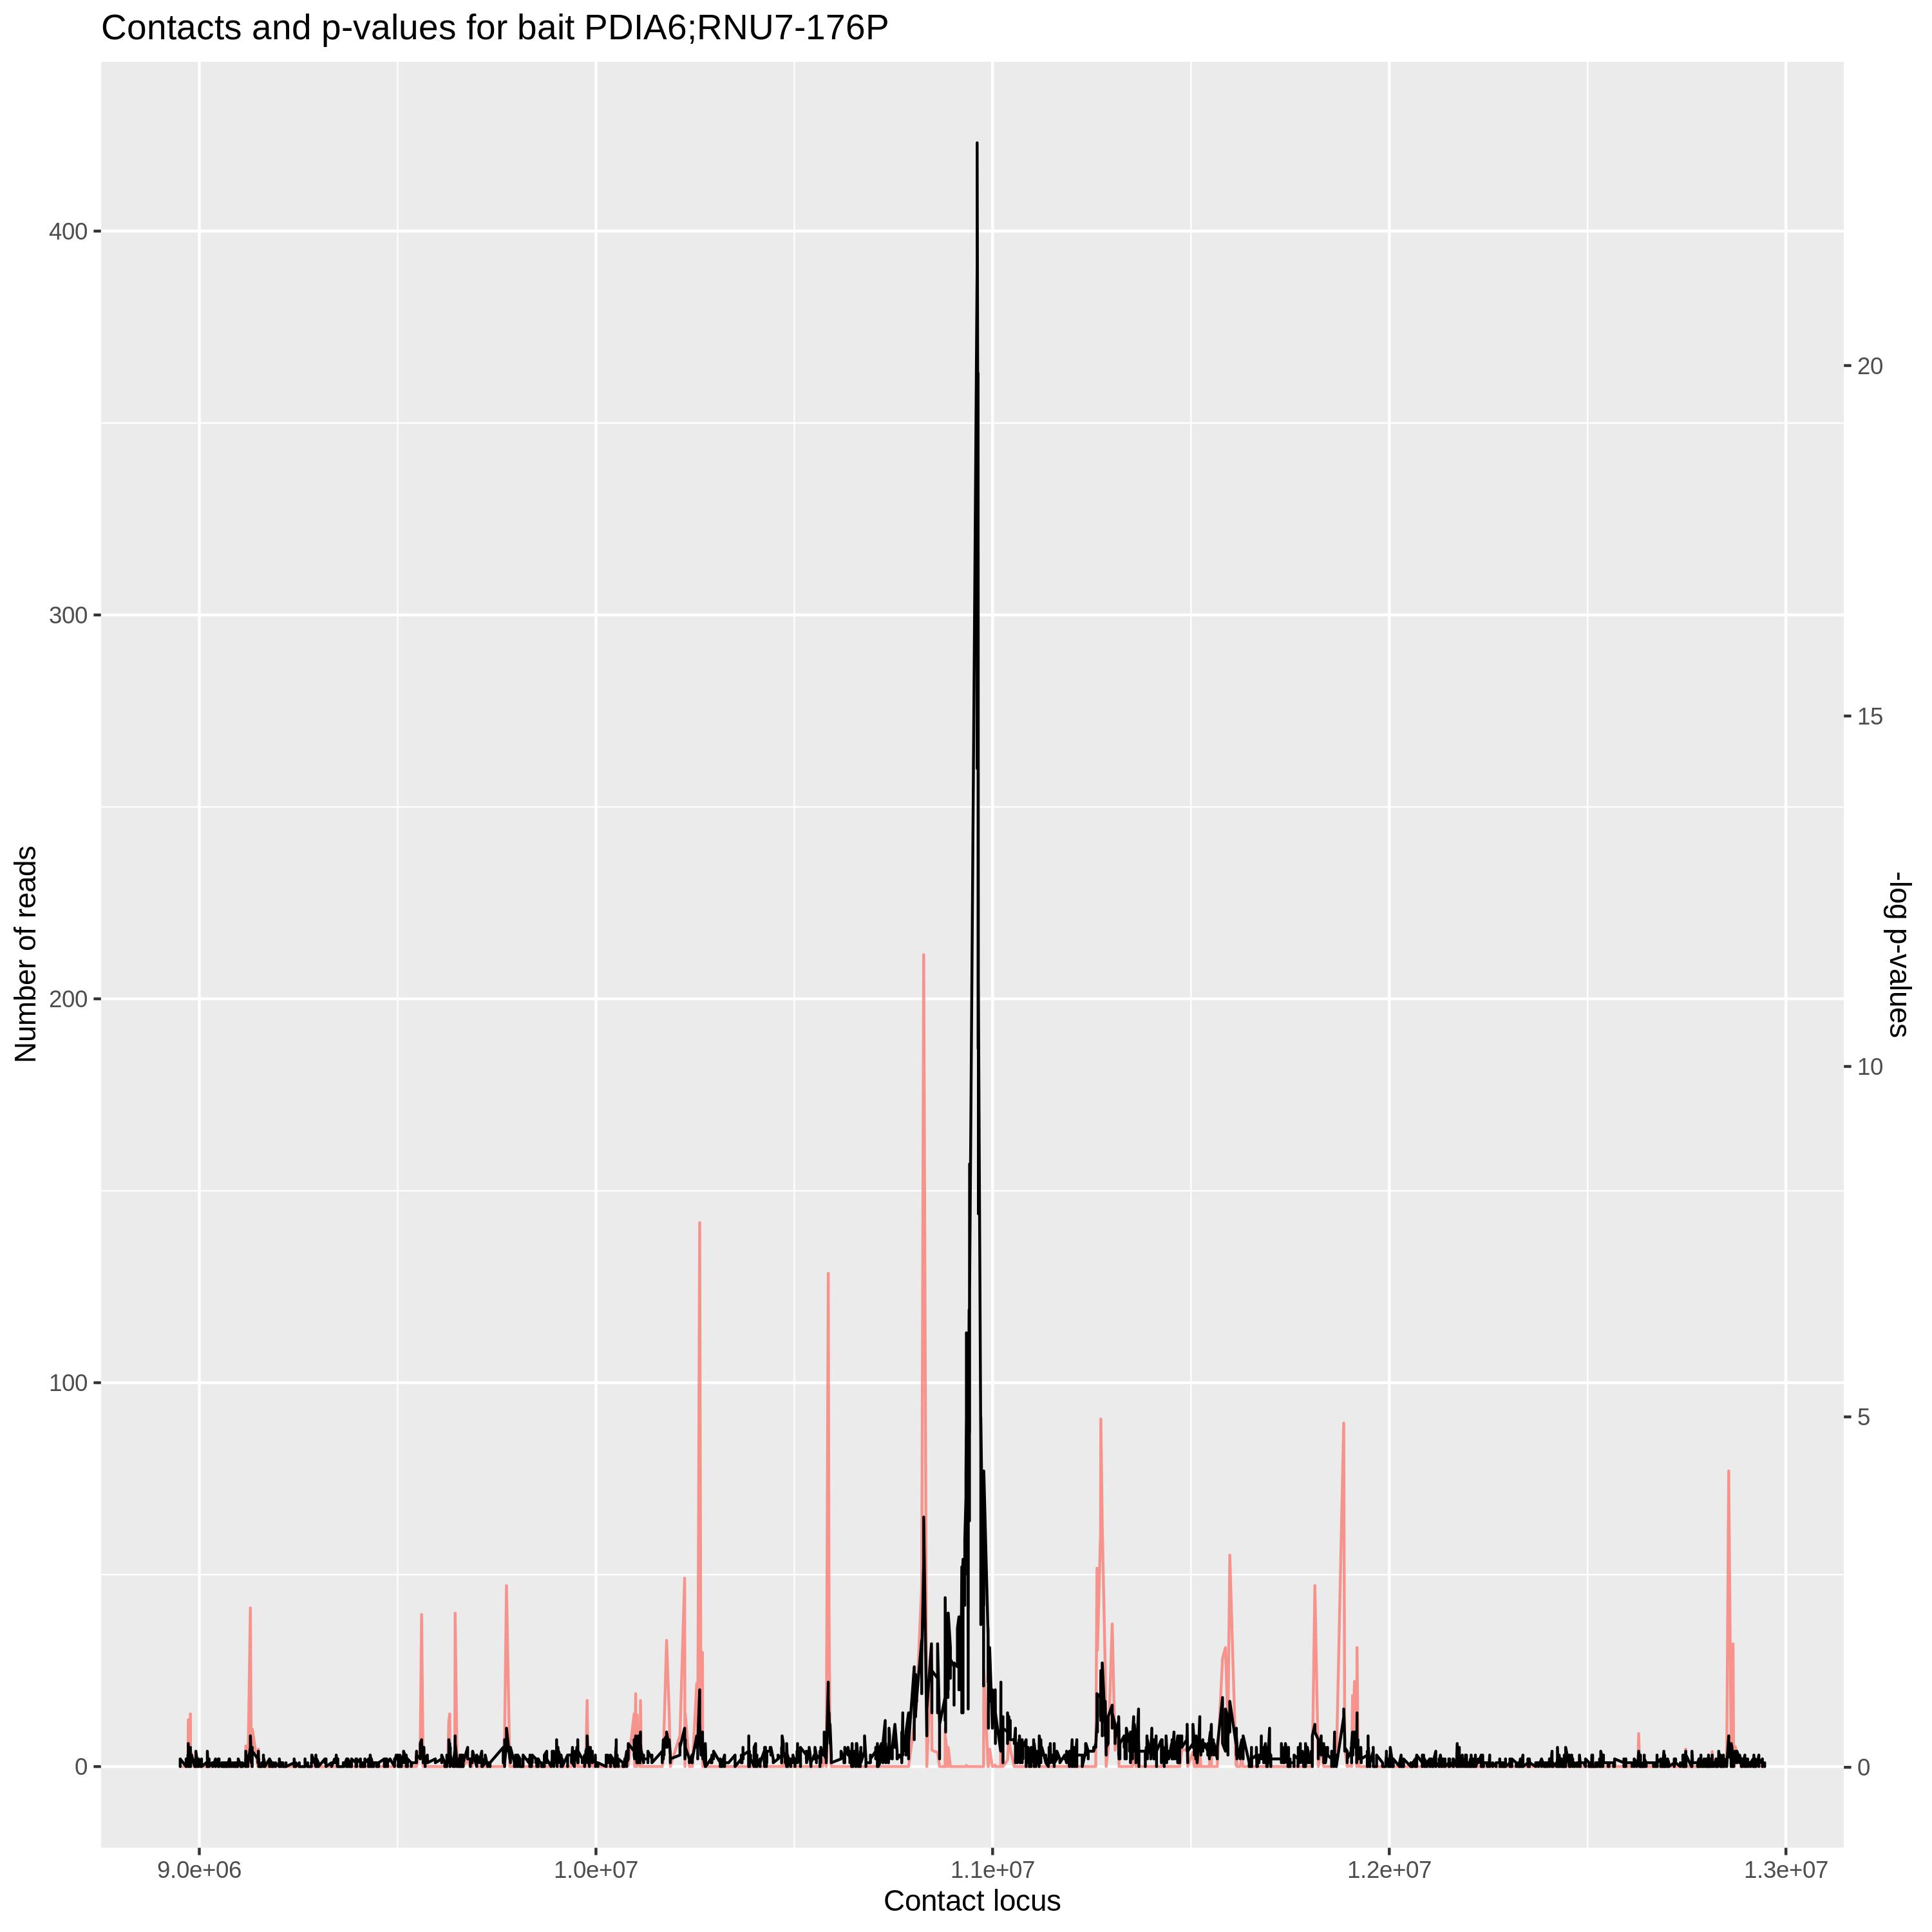 Contacts and p-values for bait PDIA6;RNU7-176P
Number of reads
400
300
200
100
0
20
15
10
5
0
-log p-values
9.0e+06
1.0e+07
1.1e+07
1.2e+07
1.3e+07
Contact locus